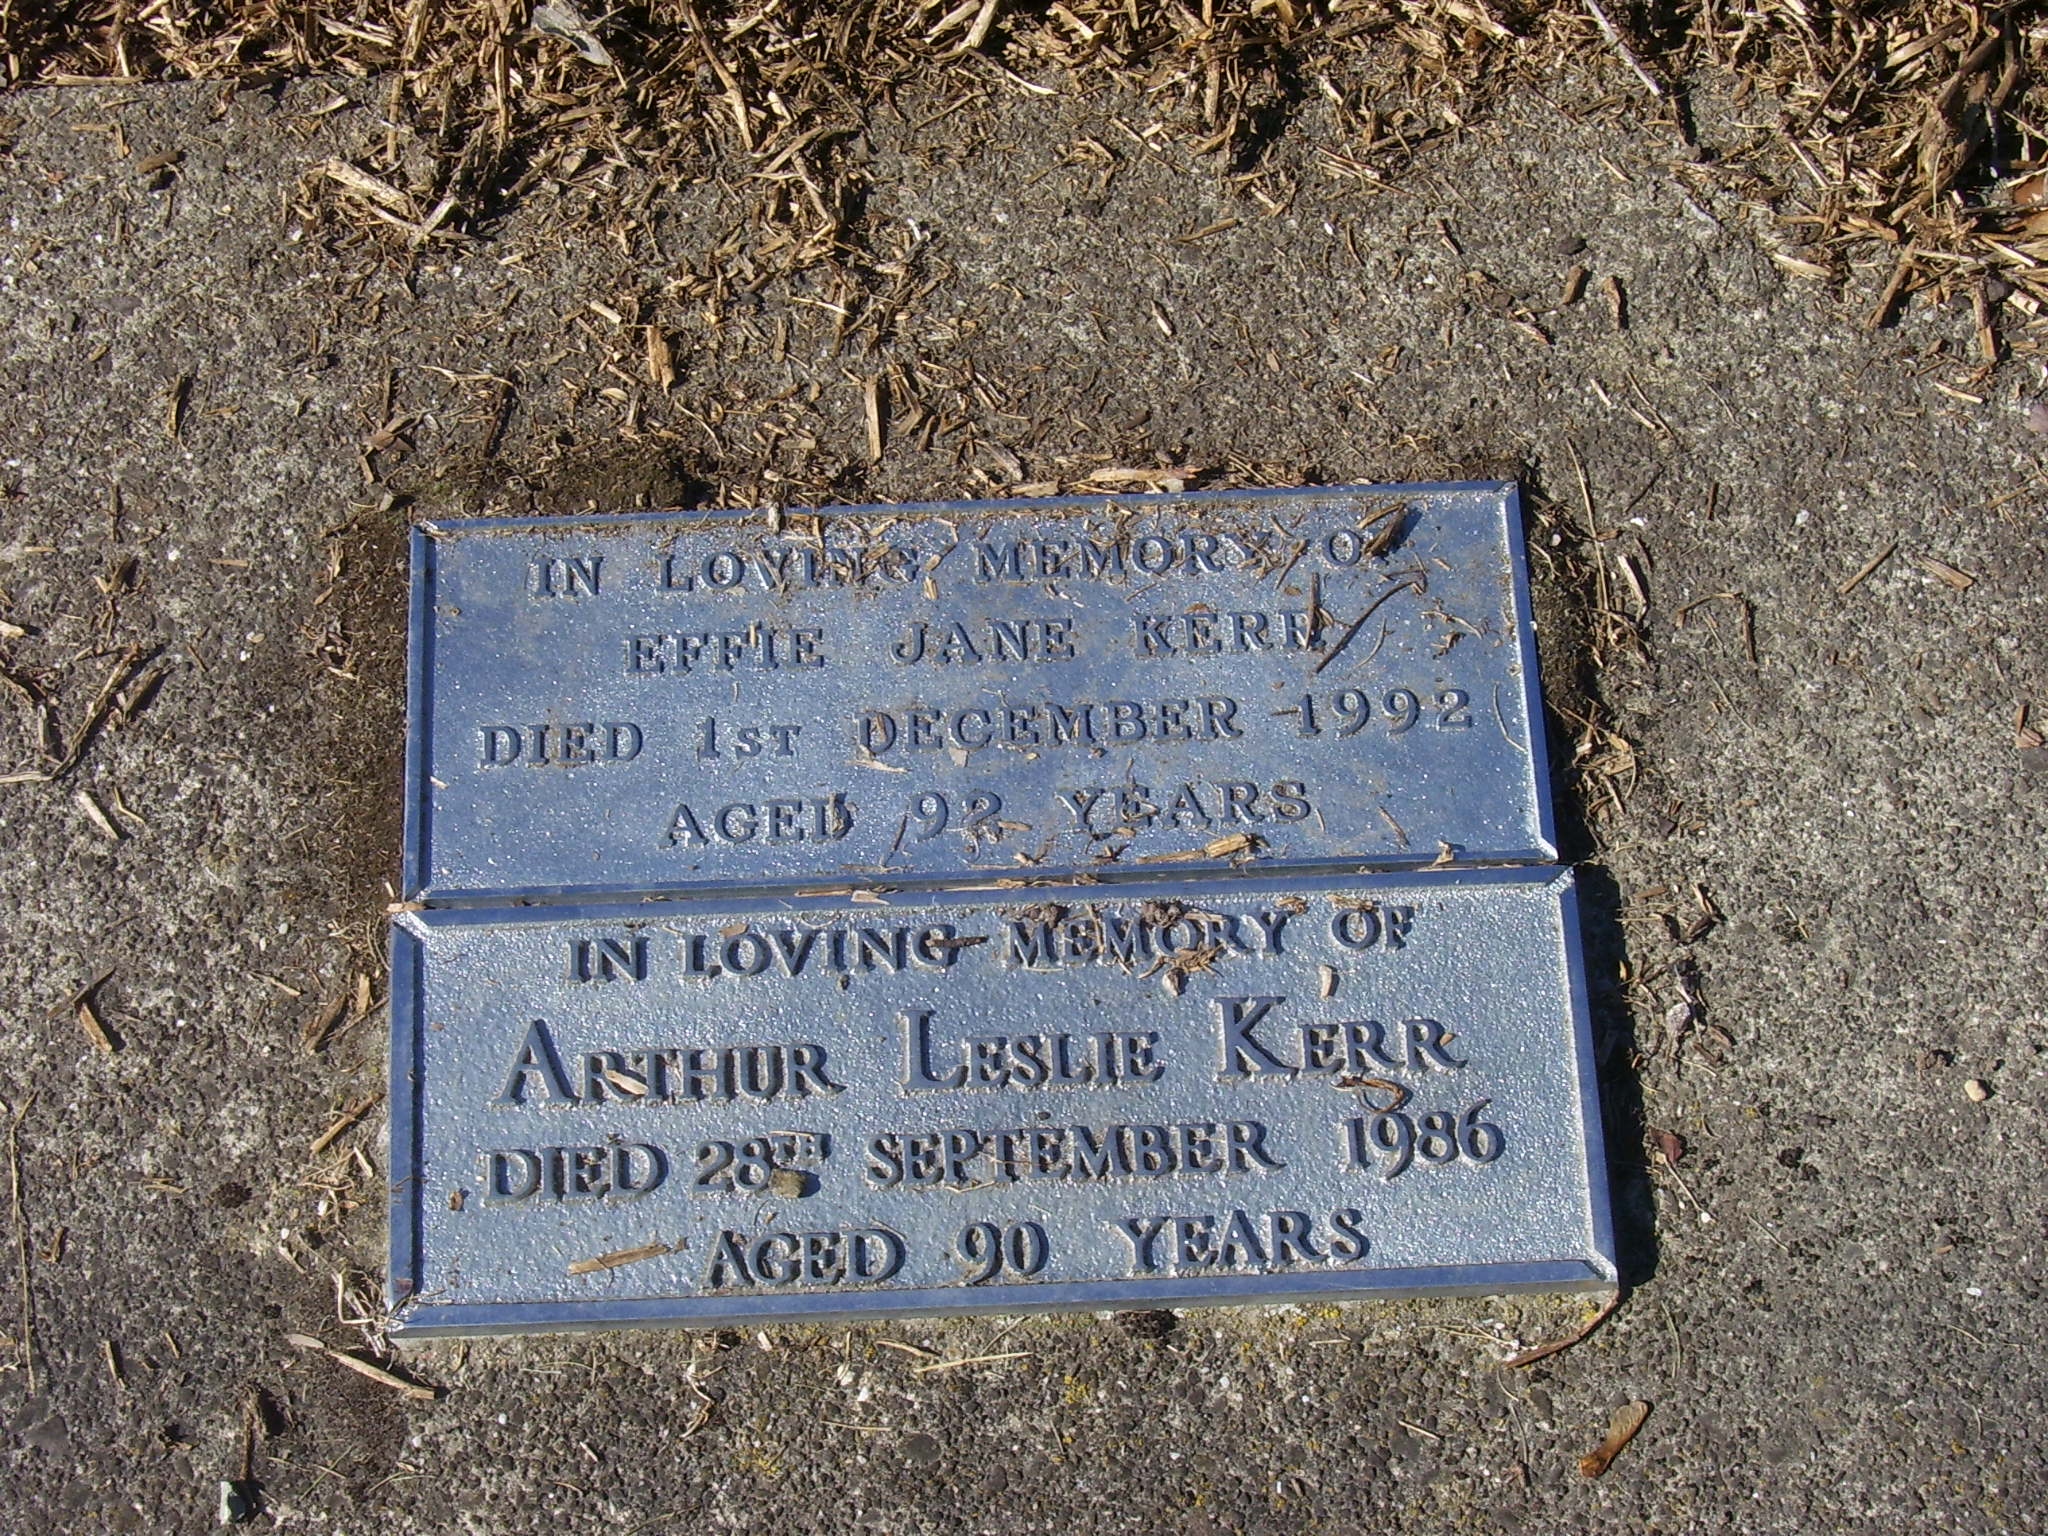 IN LOVING MEMORY OF
EFFIE JANE KERR
DIED 1ST DECEMBER 1992
AGED 92 YEARS
IN LOVING MEMORY OF
ARTHUR LESLIE KERR
DIED 28TH SEPTEMBER 1986
AGED 90 YEARS